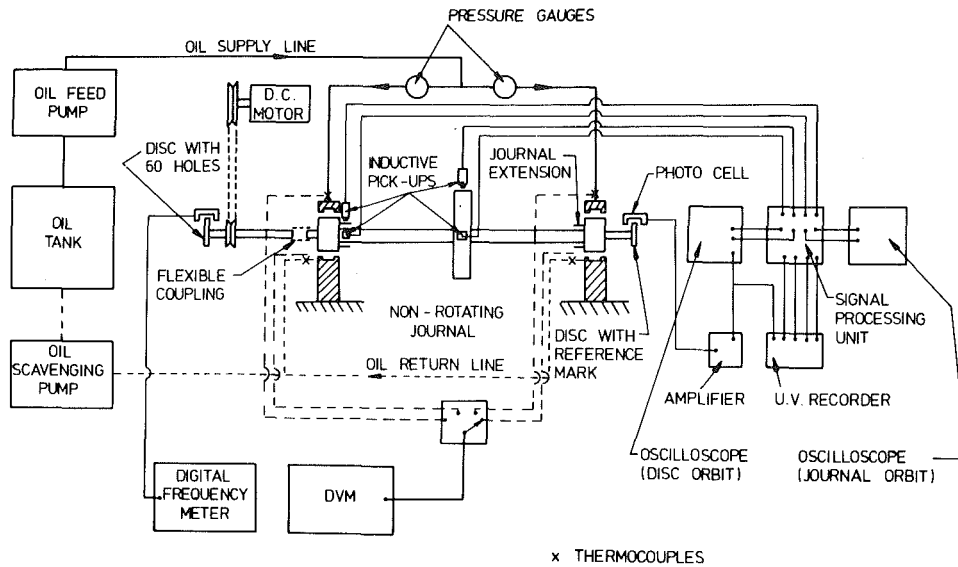 PRESSURE GAUGES
OIL SUPPLY LINE
OIL FEED
PUMP
D.C.
MOTOR
DISC WITH
60 HOLES
INDUCTIVE
PICK-UPS
JOURNAL
EXTENSION
PHOTO CELL
OIL
TANK
FLEXIBLE
COUPLING
NON-ROTATING
JOURNAL
DISC WITH
REFERENCE
MARK
SIGNAL
PROCESSING
UNIT
OIL
SCAVENGING
PUMP
OIL RETURN LINE
AMPLIFIER
U.V. RECORDER
DIGITAL
FREQUENCY
METER
DVM
OSCILLOSCOPE
(DISC ORBIT)
OSCILLOSCOPE
(JOURNAL ORBIT)
x THERMOCOUPLES